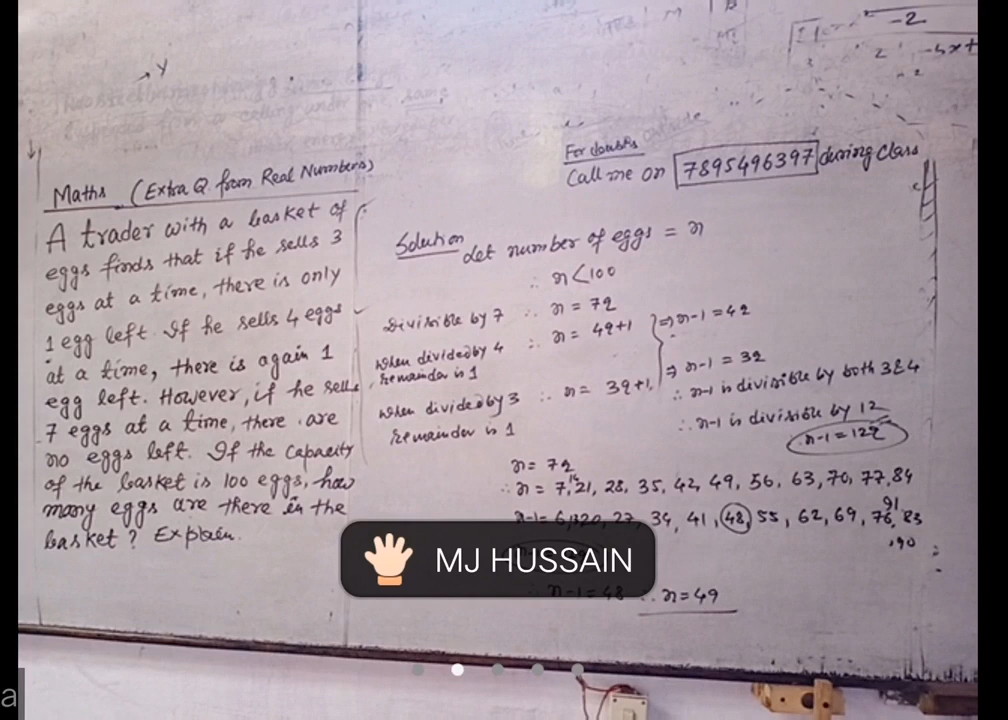 Maths (Extra Q from Real Numbers)
A trader with a basket of
eggs finds that if he sells 3
eggs at a time, there is only
1 egg left. If he sells 4 eggs
at a time, there is again 1
egg left. However, if he sells
7 eggs at a time, there are
no eggs left. If the capacity
of the basket is 100 eggs, how
many eggs are there in the
basket? Explain.
For doubts
Call me on 7895496397 during class
Solution Let number of eggs = n
∴ n < 100
Divisible by 7 ∴ n = 7q
when divided by 4 ∴ n = 4q+1 ⇒ n-1 = 4q
remainder is 1
⇒ n-1 = 3q
when divided by 3 ∴ n = 3q+1
remainder is 1
∴ n-1 is divisible by both 3 & 4
∴ n-1 is divisible by 12
n-1 = 12q
n = 7q
∴ n = 7, 14, 21, 28, 35, 42, 49, 56, 63, 70, 77, 84
91
n-1 = 6, 20, 27, 34, 41, 48, 55, 62, 69, 76, 83
, 90
MJ HUSSAIN
n-1 = 48 ∴ n = 49
-2
2 -5x+
Y
a